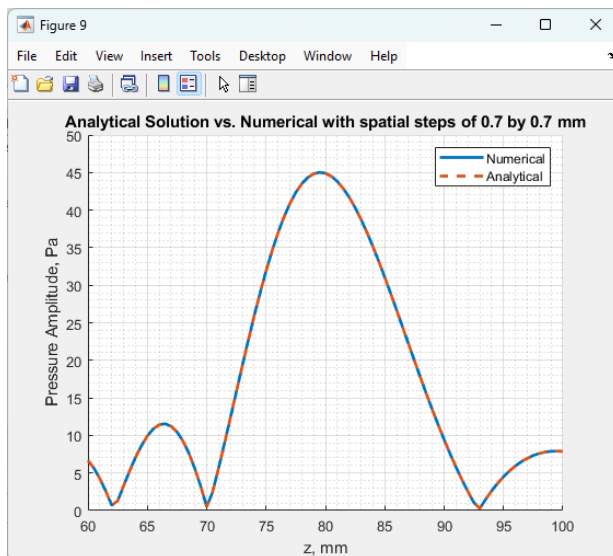 Figure 9
File Edit View Insert Tools Desktop Window Help
Analytical Solution vs. Numerical with spatial steps of 0.7 by 0.7 mm
50
45
40
35
30
25
20
15
10
5
0
Pressure Amplitude, Pa
Numerical
Analytical
60 65 70 75 80 85 90 95 100
z, mm